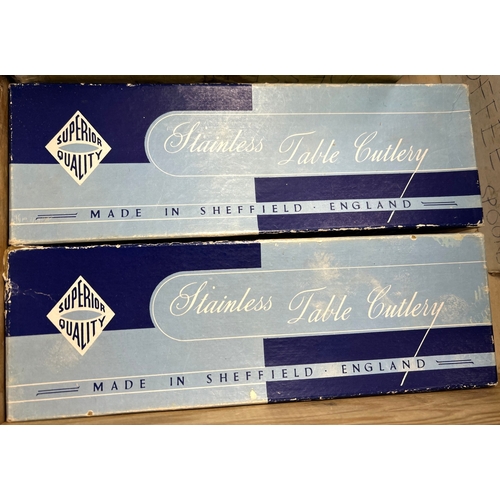 SUPERIOR
QUALITY
Stainless Table Cutlery
MADE IN SHEFFIELD · ENGLAND
SUPERIOR
QUALITY
Stainless Table Cutlery
MADE IN SHEFFIELD · ENGLAND